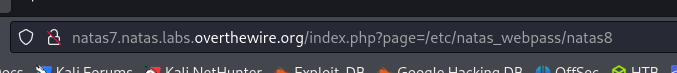 natas7.natas.labs.overthewire.org/index.php?page=/etc/natas_webpass/natas8
Kali Forums Kali NetHunter Exploit-DB Google Hacking DB OffSec HTB